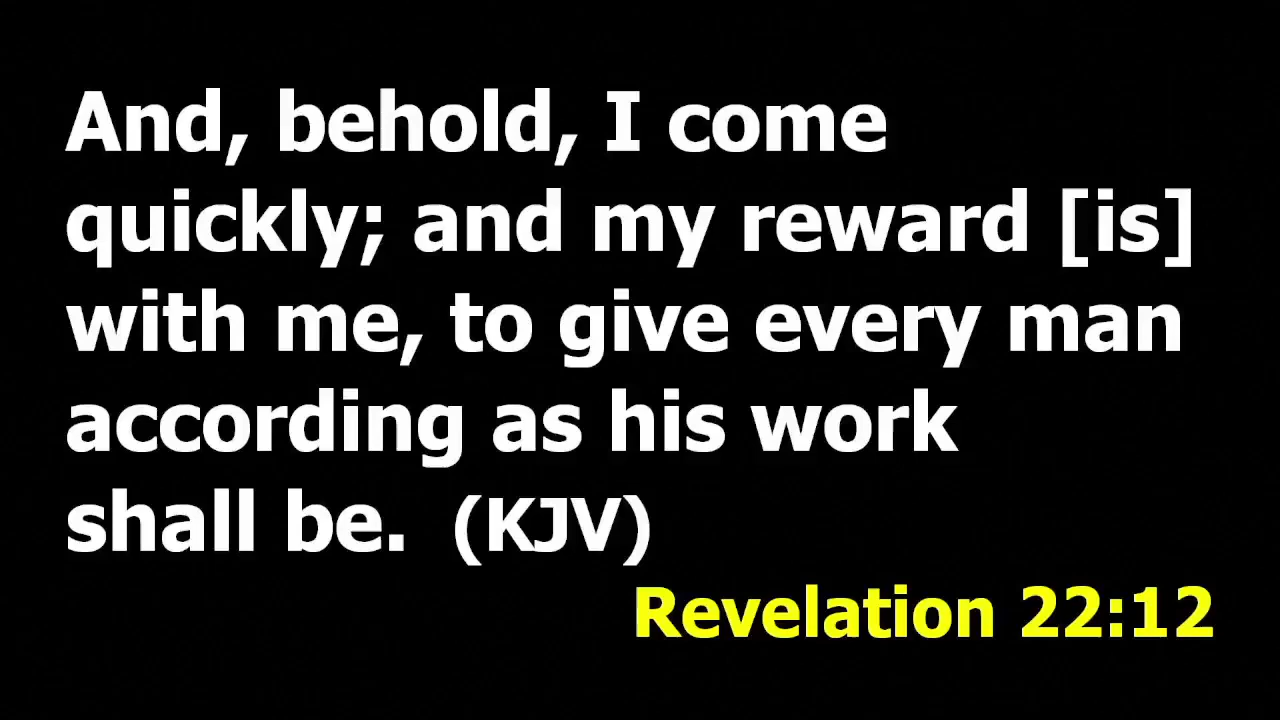 And, behold, I come
quickly; and my reward [is]
with me, to give every man
according as his work
shall be.  (KJV)
Revelation 22:12